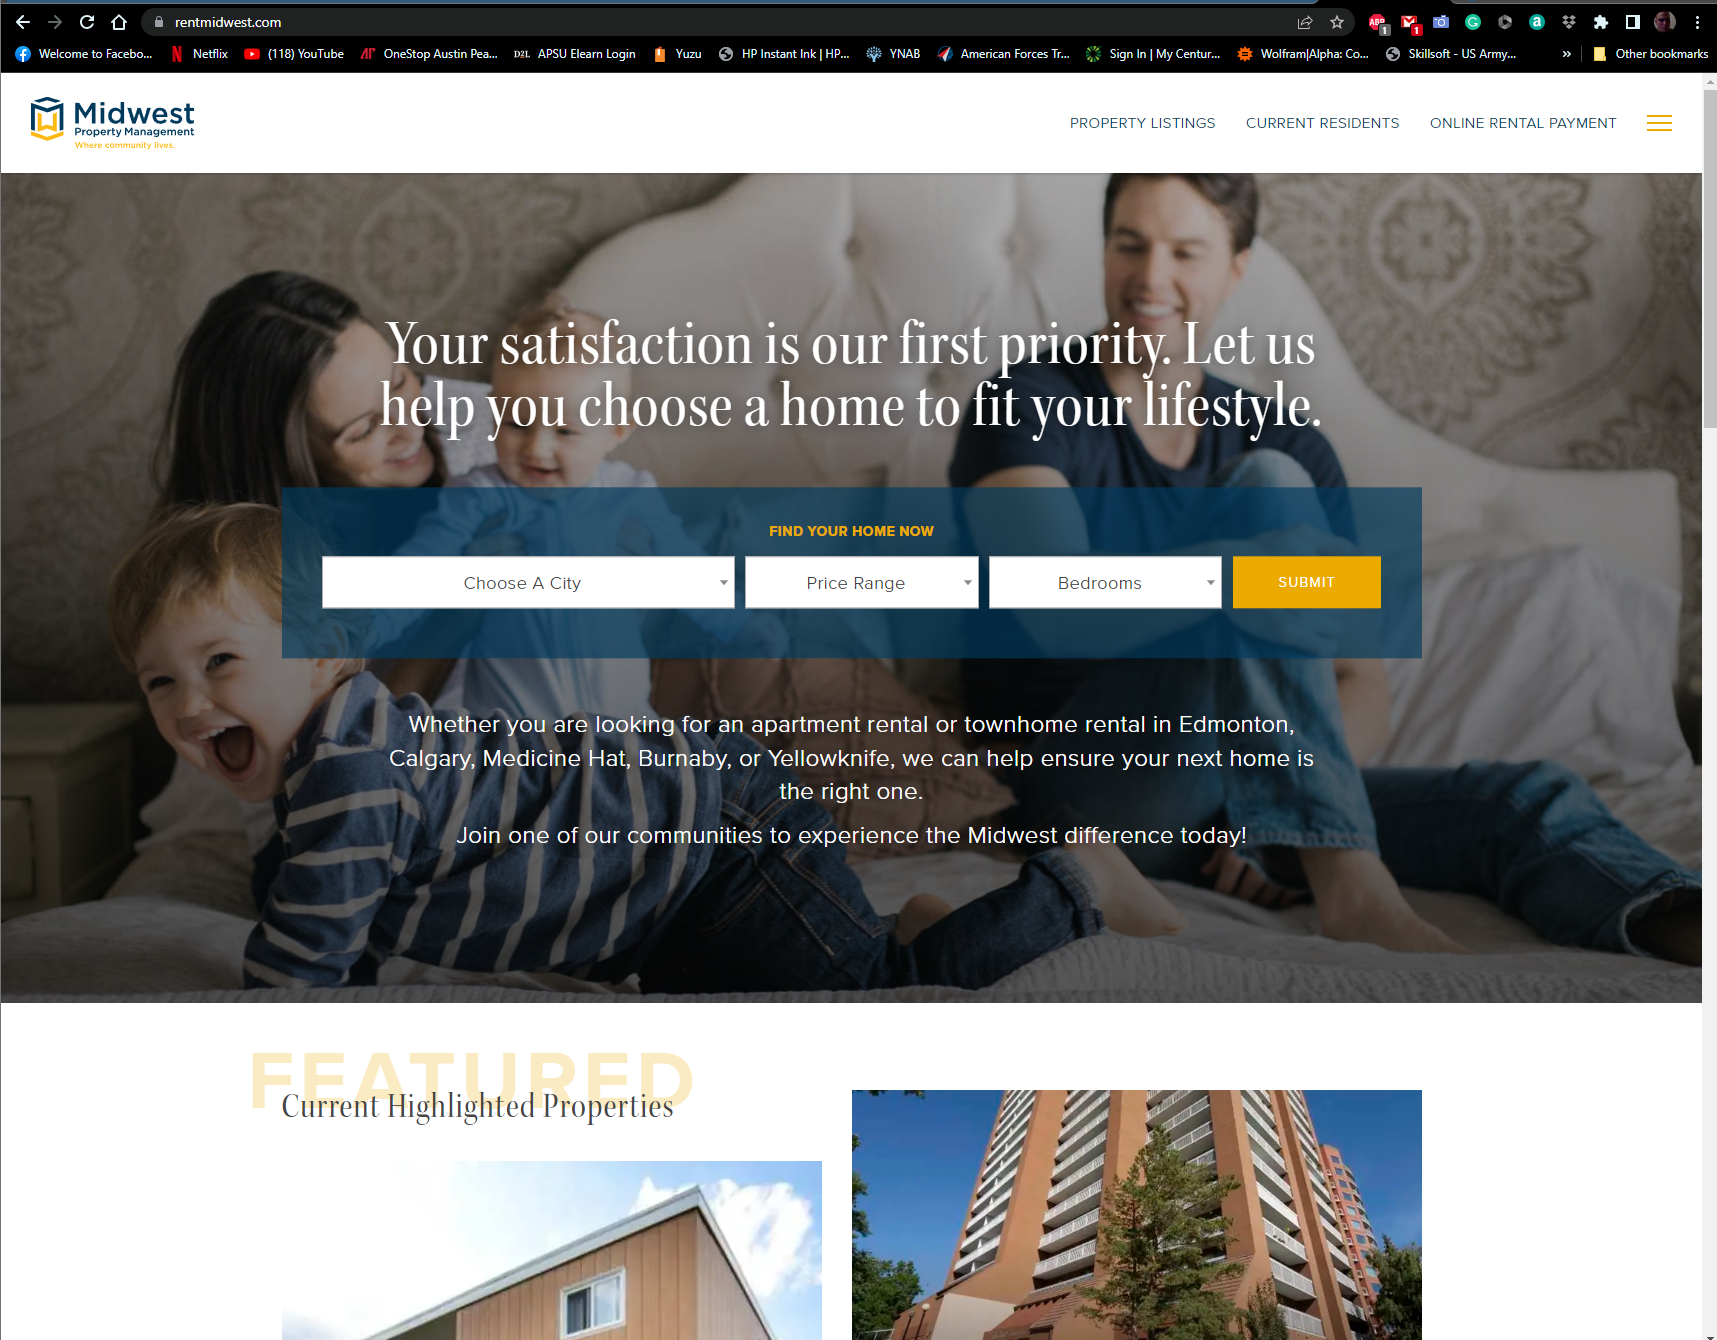 rentmidwest.com
ABP
1
1
Welcome to Facebo...
Netflix
(118) YouTube
OneStop Austin Pea...
D2L
APSU Elearn Login
Yuzu
HP Instant Ink | HP...
YNAB
American Forces Tr...
Sign In | My Centur...
Wolfram|Alpha: Co...
Skillsoft - US Army...
»
Other bookmarks
Midwest
Property Management
Where community lives.
PROPERTY LISTINGS
CURRENT RESIDENTS
ONLINE RENTAL PAYMENT
Your satisfaction is our first priority. Let us
help you choose a home to fit your lifestyle.
FIND YOUR HOME NOW
Choose A City
Price Range
Bedrooms
SUBMIT
Whether you are looking for an apartment rental or townhome rental in Edmonton,
Calgary, Medicine Hat, Burnaby, or Yellowknife, we can help ensure your next home is
the right one.
Join one of our communities to experience the Midwest difference today!
FEATURED
Current Highlighted Properties